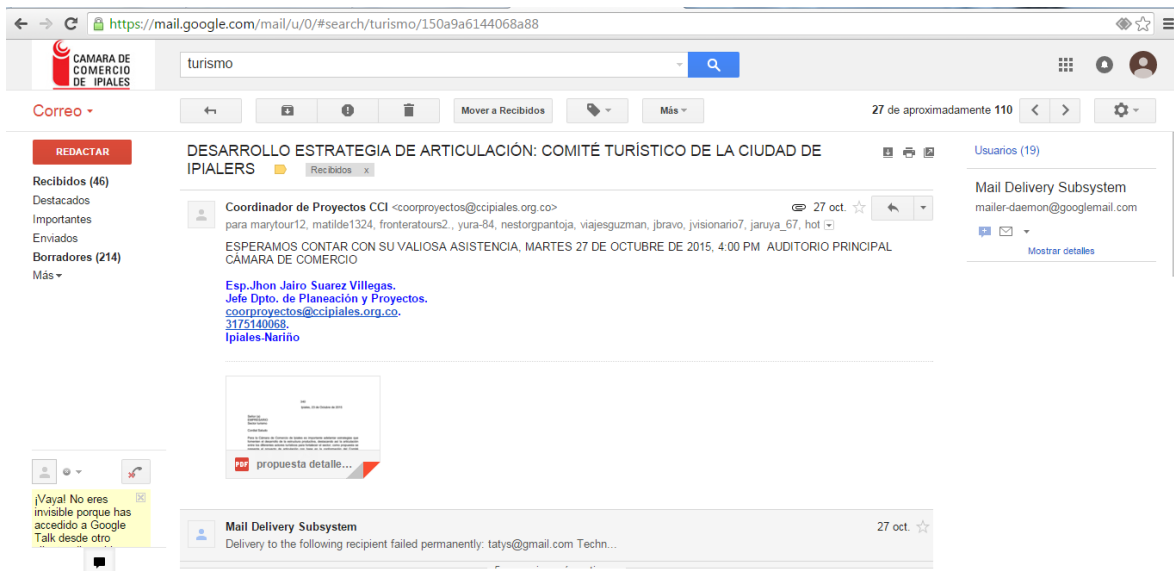 https://mail.google.com/mail/u/0/#search/turismo/150a9a6144068a88
CAMARA DE
COMERCIO
DE IPIALES
turismo
Correo
Mover a Recibidos
Más
27 de aproximadamente 110
REDACTAR
Recibidos (46)
Destacados
Importantes
Enviados
Borradores (214)
Más
DESARROLLO ESTRATEGIA DE ARTICULACIÓN: COMITÉ TURÍSTICO DE LA CIUDAD DE
IPIALERS
Recibidos x
Coordinador de Proyectos CCI <coorproyectos@ccipiales.org.co>
27 oct.
para marytour12, matilde1324, fronteratours2., yura-84, nestorgpantoja, viajesguzman, jbravo, jvisionario7, jaruya_67, hot
ESPERAMOS CONTAR CON SU VALIOSA ASISTENCIA, MARTES 27 DE OCTUBRE DE 2015, 4:00 PM AUDITORIO PRINCIPAL
CÁMARA DE COMERCIO
Esp.Jhon Jairo Suarez Villegas.
Jefe Dpto. de Planeación y Proyectos.
coorproyectos@ccipiales.org.co.
3175140068.
Ipiales-Nariño
PDF propuesta detalle...
Mail Delivery Subsystem
27 oct.
Delivery to the following recipient failed permanently: tatys@gmail.com Techn...
Usuarios (19)
Mail Delivery Subsystem
mailer-daemon@googlemail.com
Mostrar detalles
¡Vaya! No eres
invisible porque has
accedido a Google
Talk desde otro